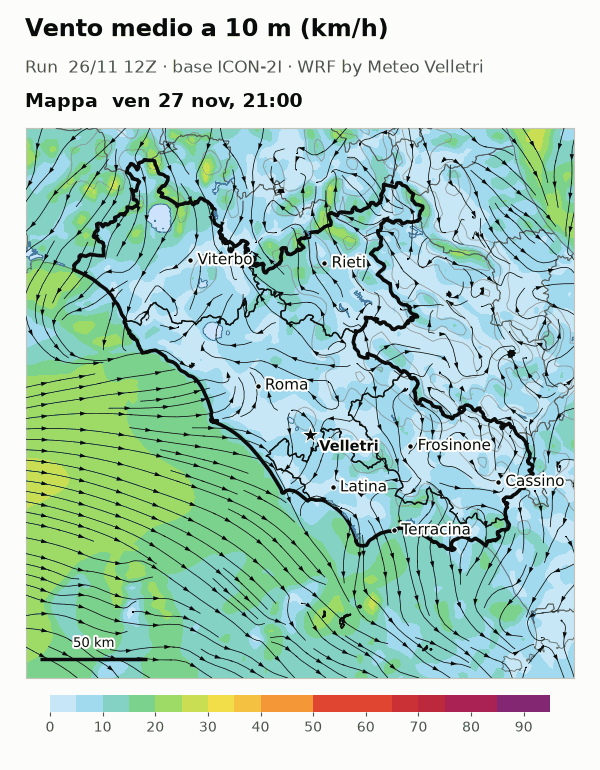 Vento medio a 10 m (km/h)
Run  26/11 12Z · base ICON-2I · WRF by Meteo Velletri
Mappa  ven 27 nov, 21:00
Viterbo
Rieti
Roma
Velletri
Frosinone
Cassino
Latina
Terracina
50 km
0 10 20 30 40 50 60 70 80 90